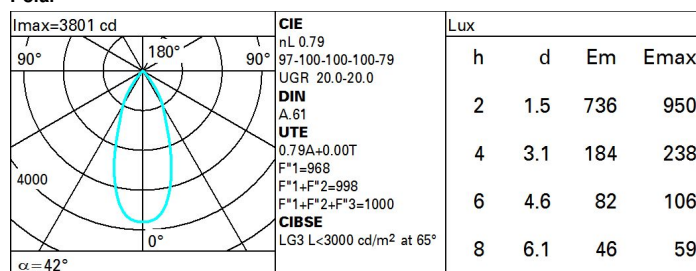 Imax=3801 cd
90°
180°
90°
4000
0°
α=42°
CIE
nL 0.79
97-100-100-100-79
UGR 20.0-20.0
DIN
A.61
UTE
0.79A+0.00T
F"1=968
F"1+F"2=998
F"1+F"2+F"3=1000
CIBSE
LG3 L<3000 cd/m² at 65°
Lux
h d Em Emax
2 1.5 736 950
4 3.1 184 238
6 4.6 82 106
8 6.1 46 59